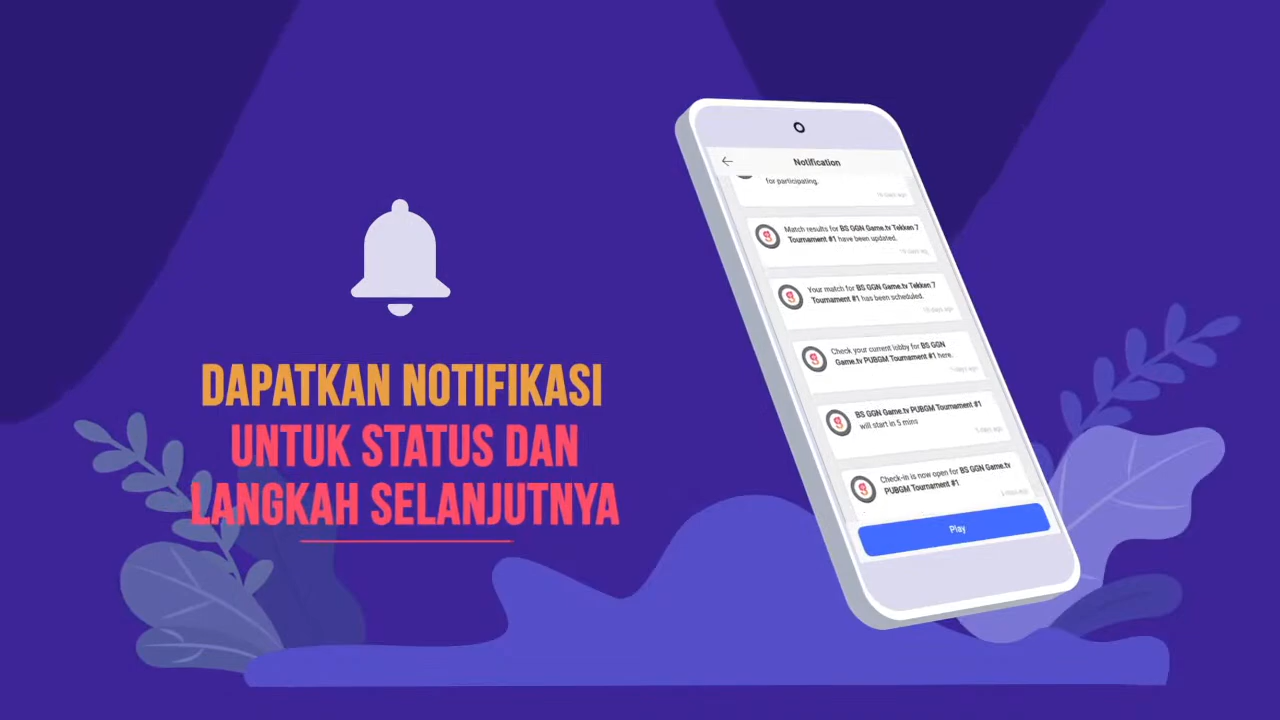 DAPATKAN NOTIFIKASI
UNTUK STATUS DAN
LANGKAH SELANJUTNYA
Notification
for participating.
Match results for BS GGN Game.tv Tekken 7
Tournament #1 have been updated.
Your match for BS GGN Game.tv Tekken 7
Tournament #1 has been scheduled.
Check your current lobby for BS GGN
Game.tv PUBGM Tournament #1 here.
BS GGN Game.tv PUBGM Tournament #1
will start in 5 mins
Check-in is now open for BS GGN Game.tv
PUBGM Tournament #1
Play